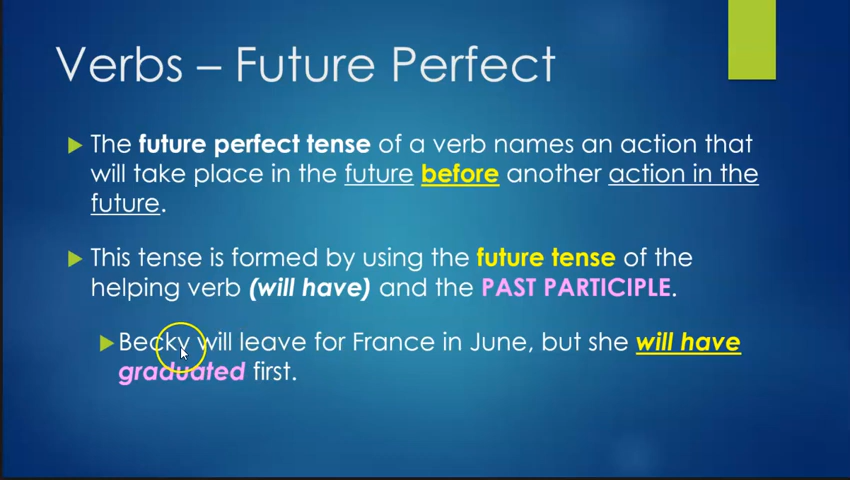 Verbs – Future Perfect
The future perfect tense of a verb names an action that
will take place in the future before another action in the
future.
This tense is formed by using the future tense of the
helping verb (will have) and the PAST PARTICIPLE.
Becky will leave for France in June, but she will have
graduated first.